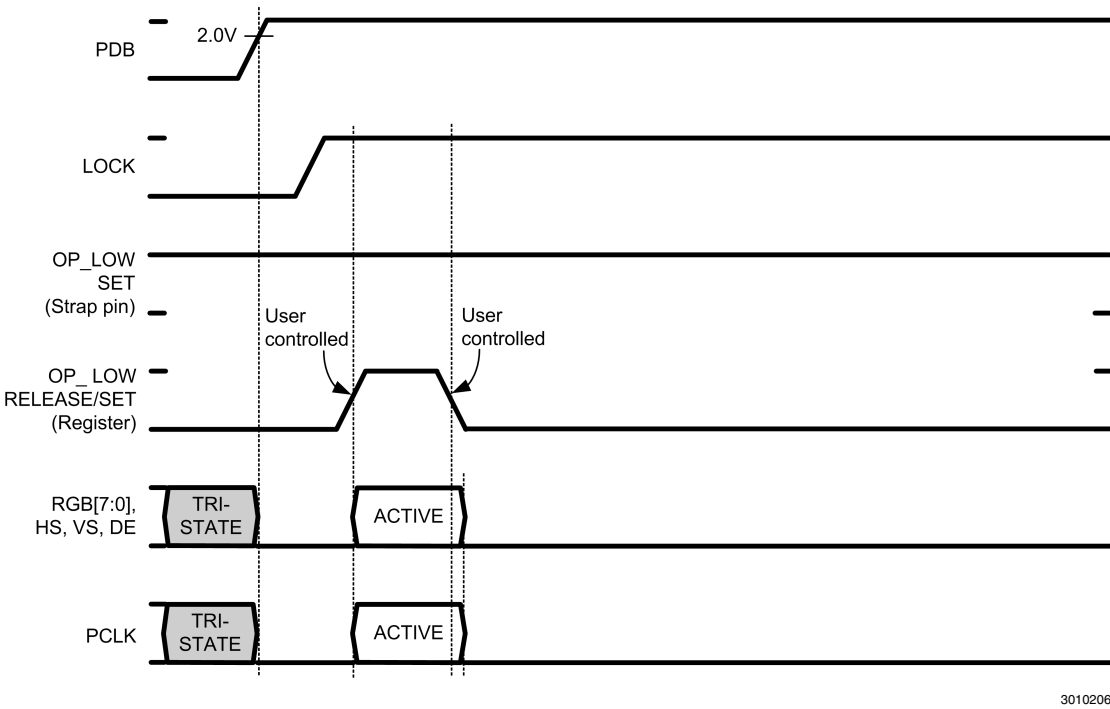 2.0V
PDB
LOCK
OP_LOW
SET
(Strap pin)
User
controlled
User
controlled
OP_ LOW
RELEASE/SET
(Register)
RGB[7:0],
HS, VS, DE
TRI-
STATE
ACTIVE
PCLK
TRI-
STATE
ACTIVE
3010206